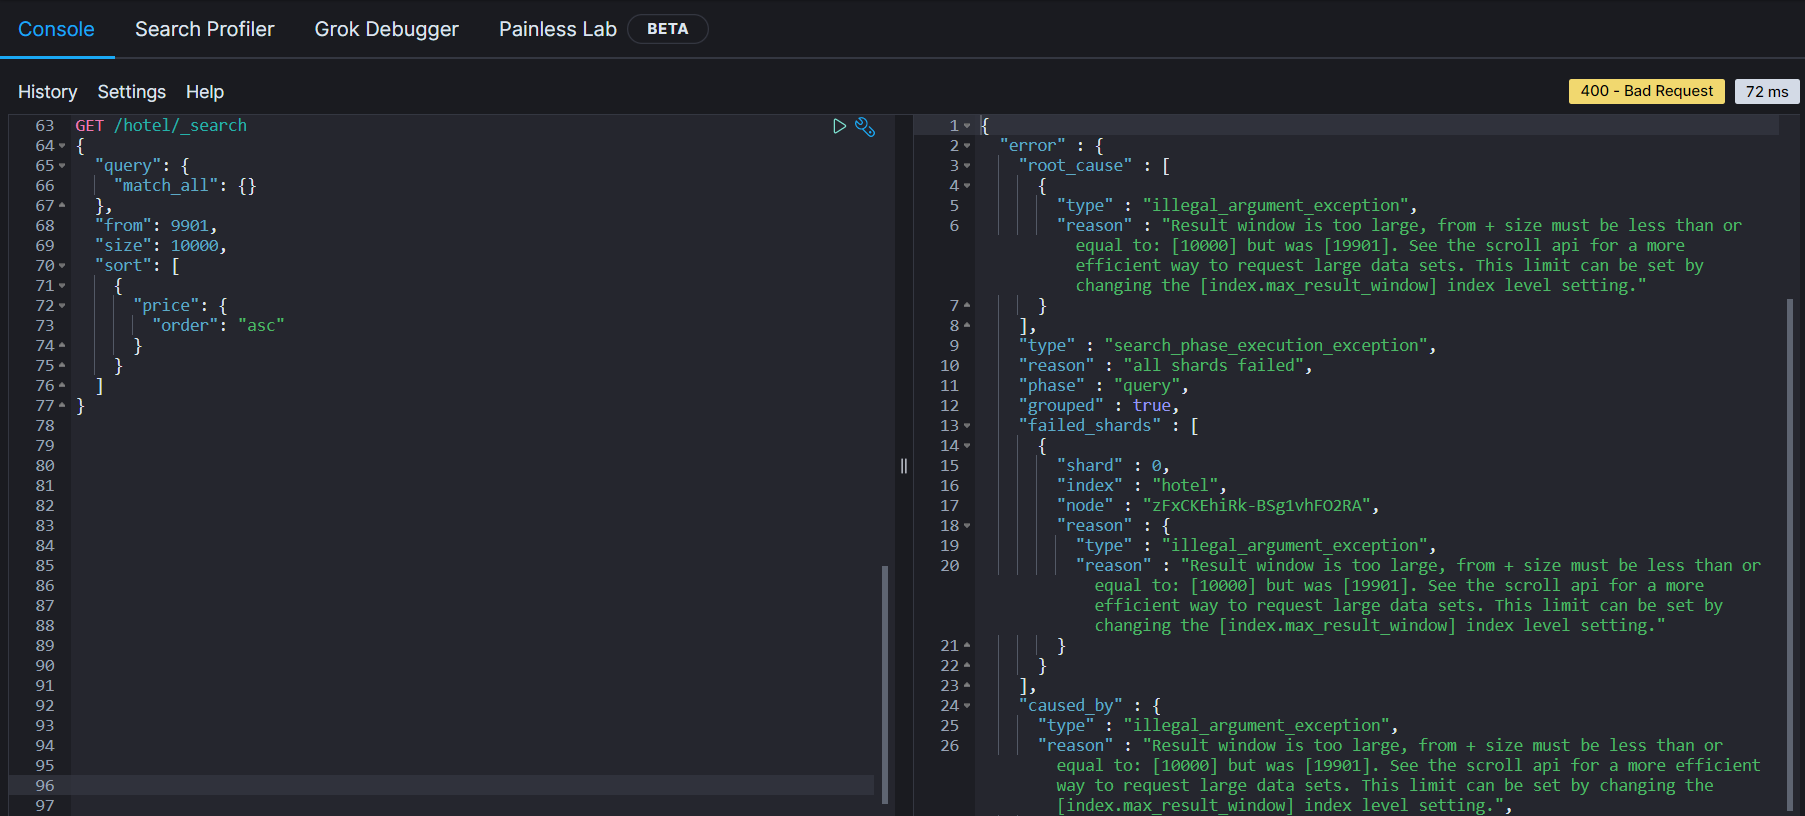 Console Search Profiler Grok Debugger Painless Lab BETA
History Settings Help
400 - Bad Request 72 ms
63 GET /hotel/_search
64 {
65 "query": {
66 "match_all": {}
67 },
68 "from": 9901,
69 "size": 10000,
70 "sort": [
71 {
72 "price": {
73 "order": "asc"
74 }
75 }
76 ]
77 }
78
79
80
81
82
83
84
85
86
87
88
89
90
91
92
93
94
95
96
97
1 {
2 "error" : {
3 "root_cause" : [
4 {
5 "type" : "illegal_argument_exception",
6 "reason" : "Result window is too large, from + size must be less than or
equal to: [10000] but was [19901]. See the scroll api for a more
efficient way to request large data sets. This limit can be set by
changing the [index.max_result_window] index level setting."
7 }
8 ],
9 "type" : "search_phase_execution_exception",
10 "reason" : "all shards failed",
11 "phase" : "query",
12 "grouped" : true,
13 "failed_shards" : [
14 {
15 "shard" : 0,
16 "index" : "hotel",
17 "node" : "zFxCKEhiRk-BSg1vhFO2RA",
18 "reason" : {
19 "type" : "illegal_argument_exception",
20 "reason" : "Result window is too large, from + size must be less than or
equal to: [10000] but was [19901]. See the scroll api for a more
efficient way to request large data sets. This limit can be set by
changing the [index.max_result_window] index level setting."
21 }
22 }
23 ],
24 "caused_by" : {
25 "type" : "illegal_argument_exception",
26 "reason" : "Result window is too large, from + size must be less than or
equal to: [10000] but was [19901]. See the scroll api for a more efficient
way to request large data sets. This limit can be set by changing the
[index.max_result_window] index level setting.",